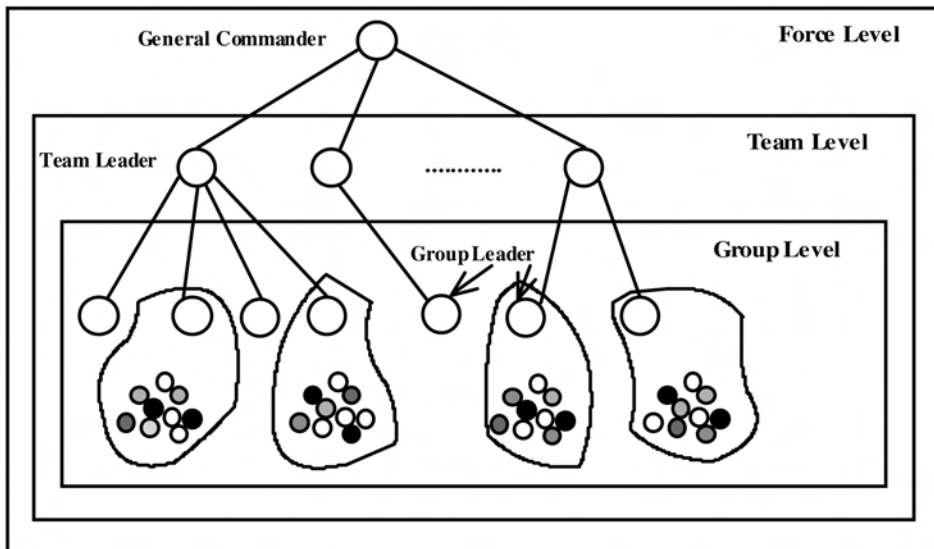 General Commander
Force Level
Team Level
Team Leader
.............
Group Level
Group Leader